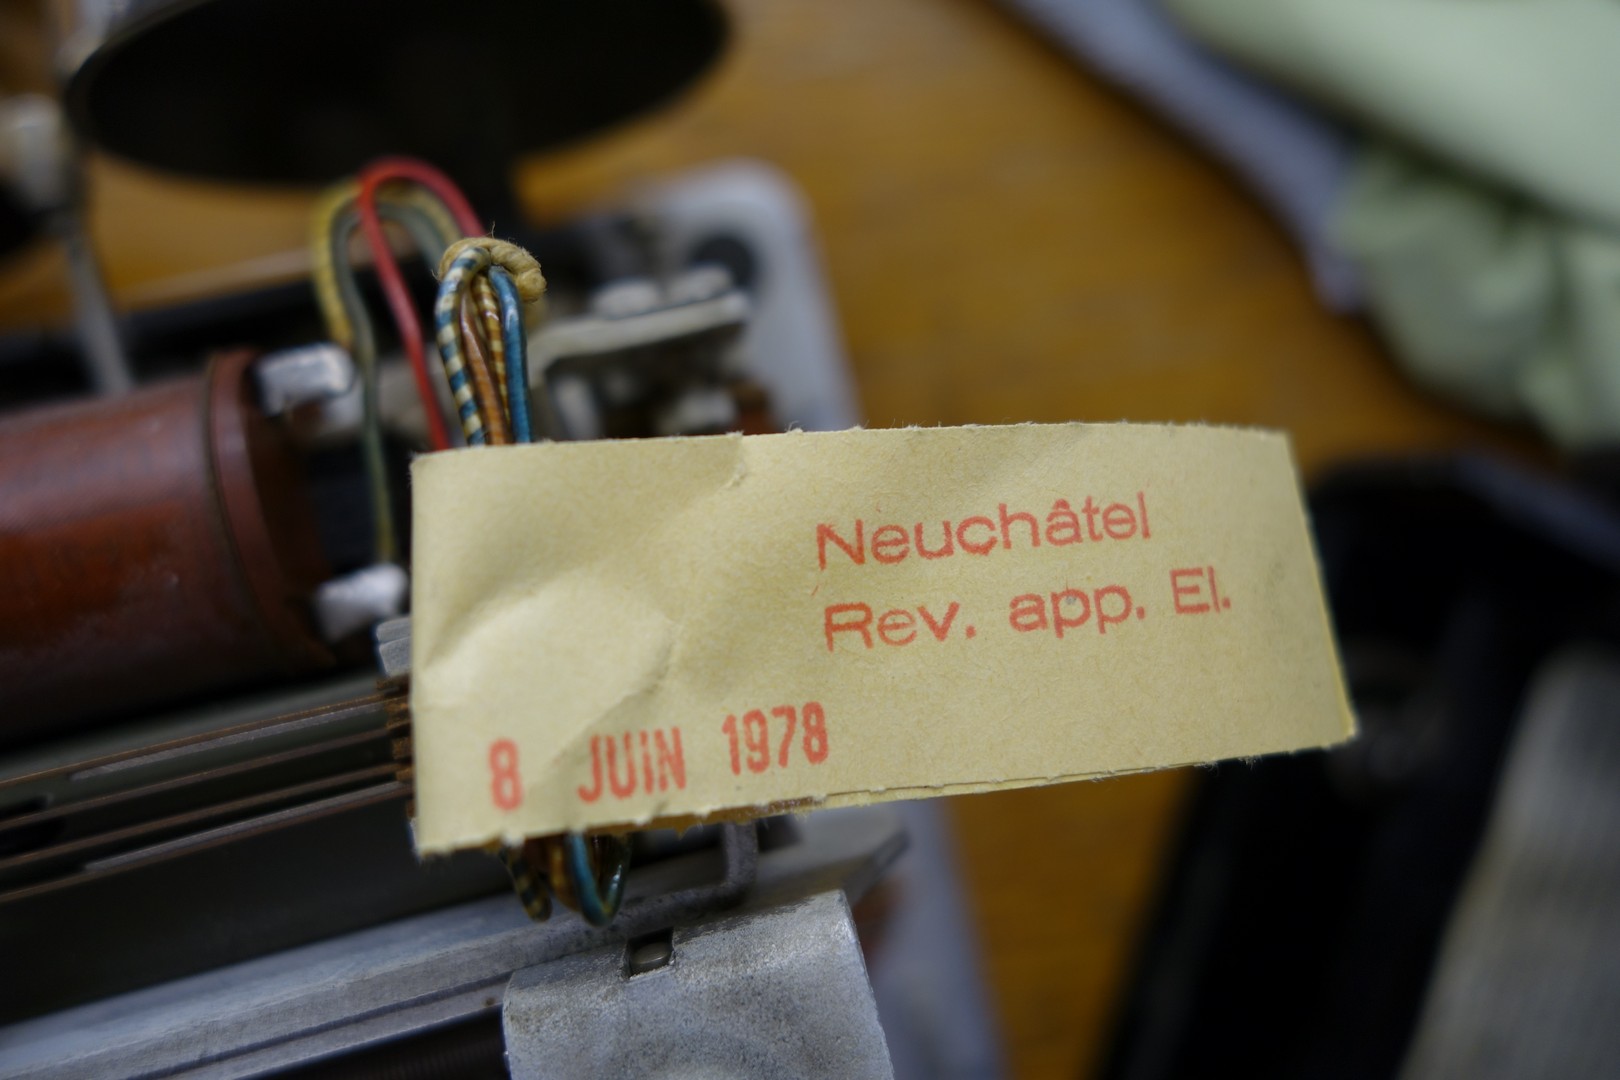 Neuchâtel
Rev. app. El.
8 JUIN 1978